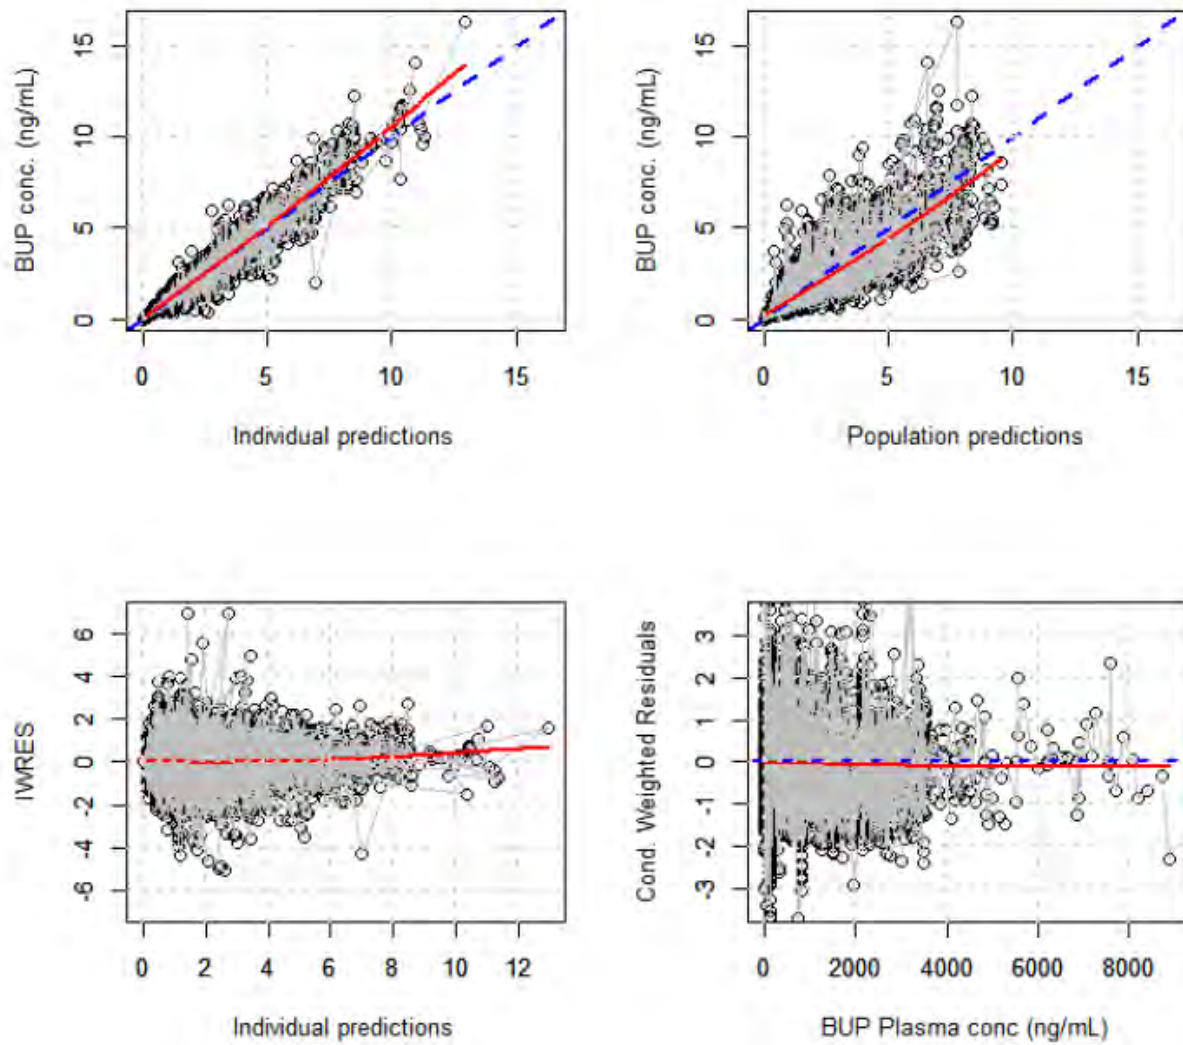 BUP conc. (ng/mL)
0 5 10 15
0 5 10 15
Individual predictions
BUP conc. (ng/mL)
0 5 10 15
0 5 10 15
Population predictions
IWRES
-6 -4 -2 0 2 4 6
0 2 4 6 8 10 12
Individual predictions
Cond. Weighted Residuals
-3 -2 -1 0 1 2 3
0 2000 4000 6000 8000
BUP Plasma conc (ng/mL)